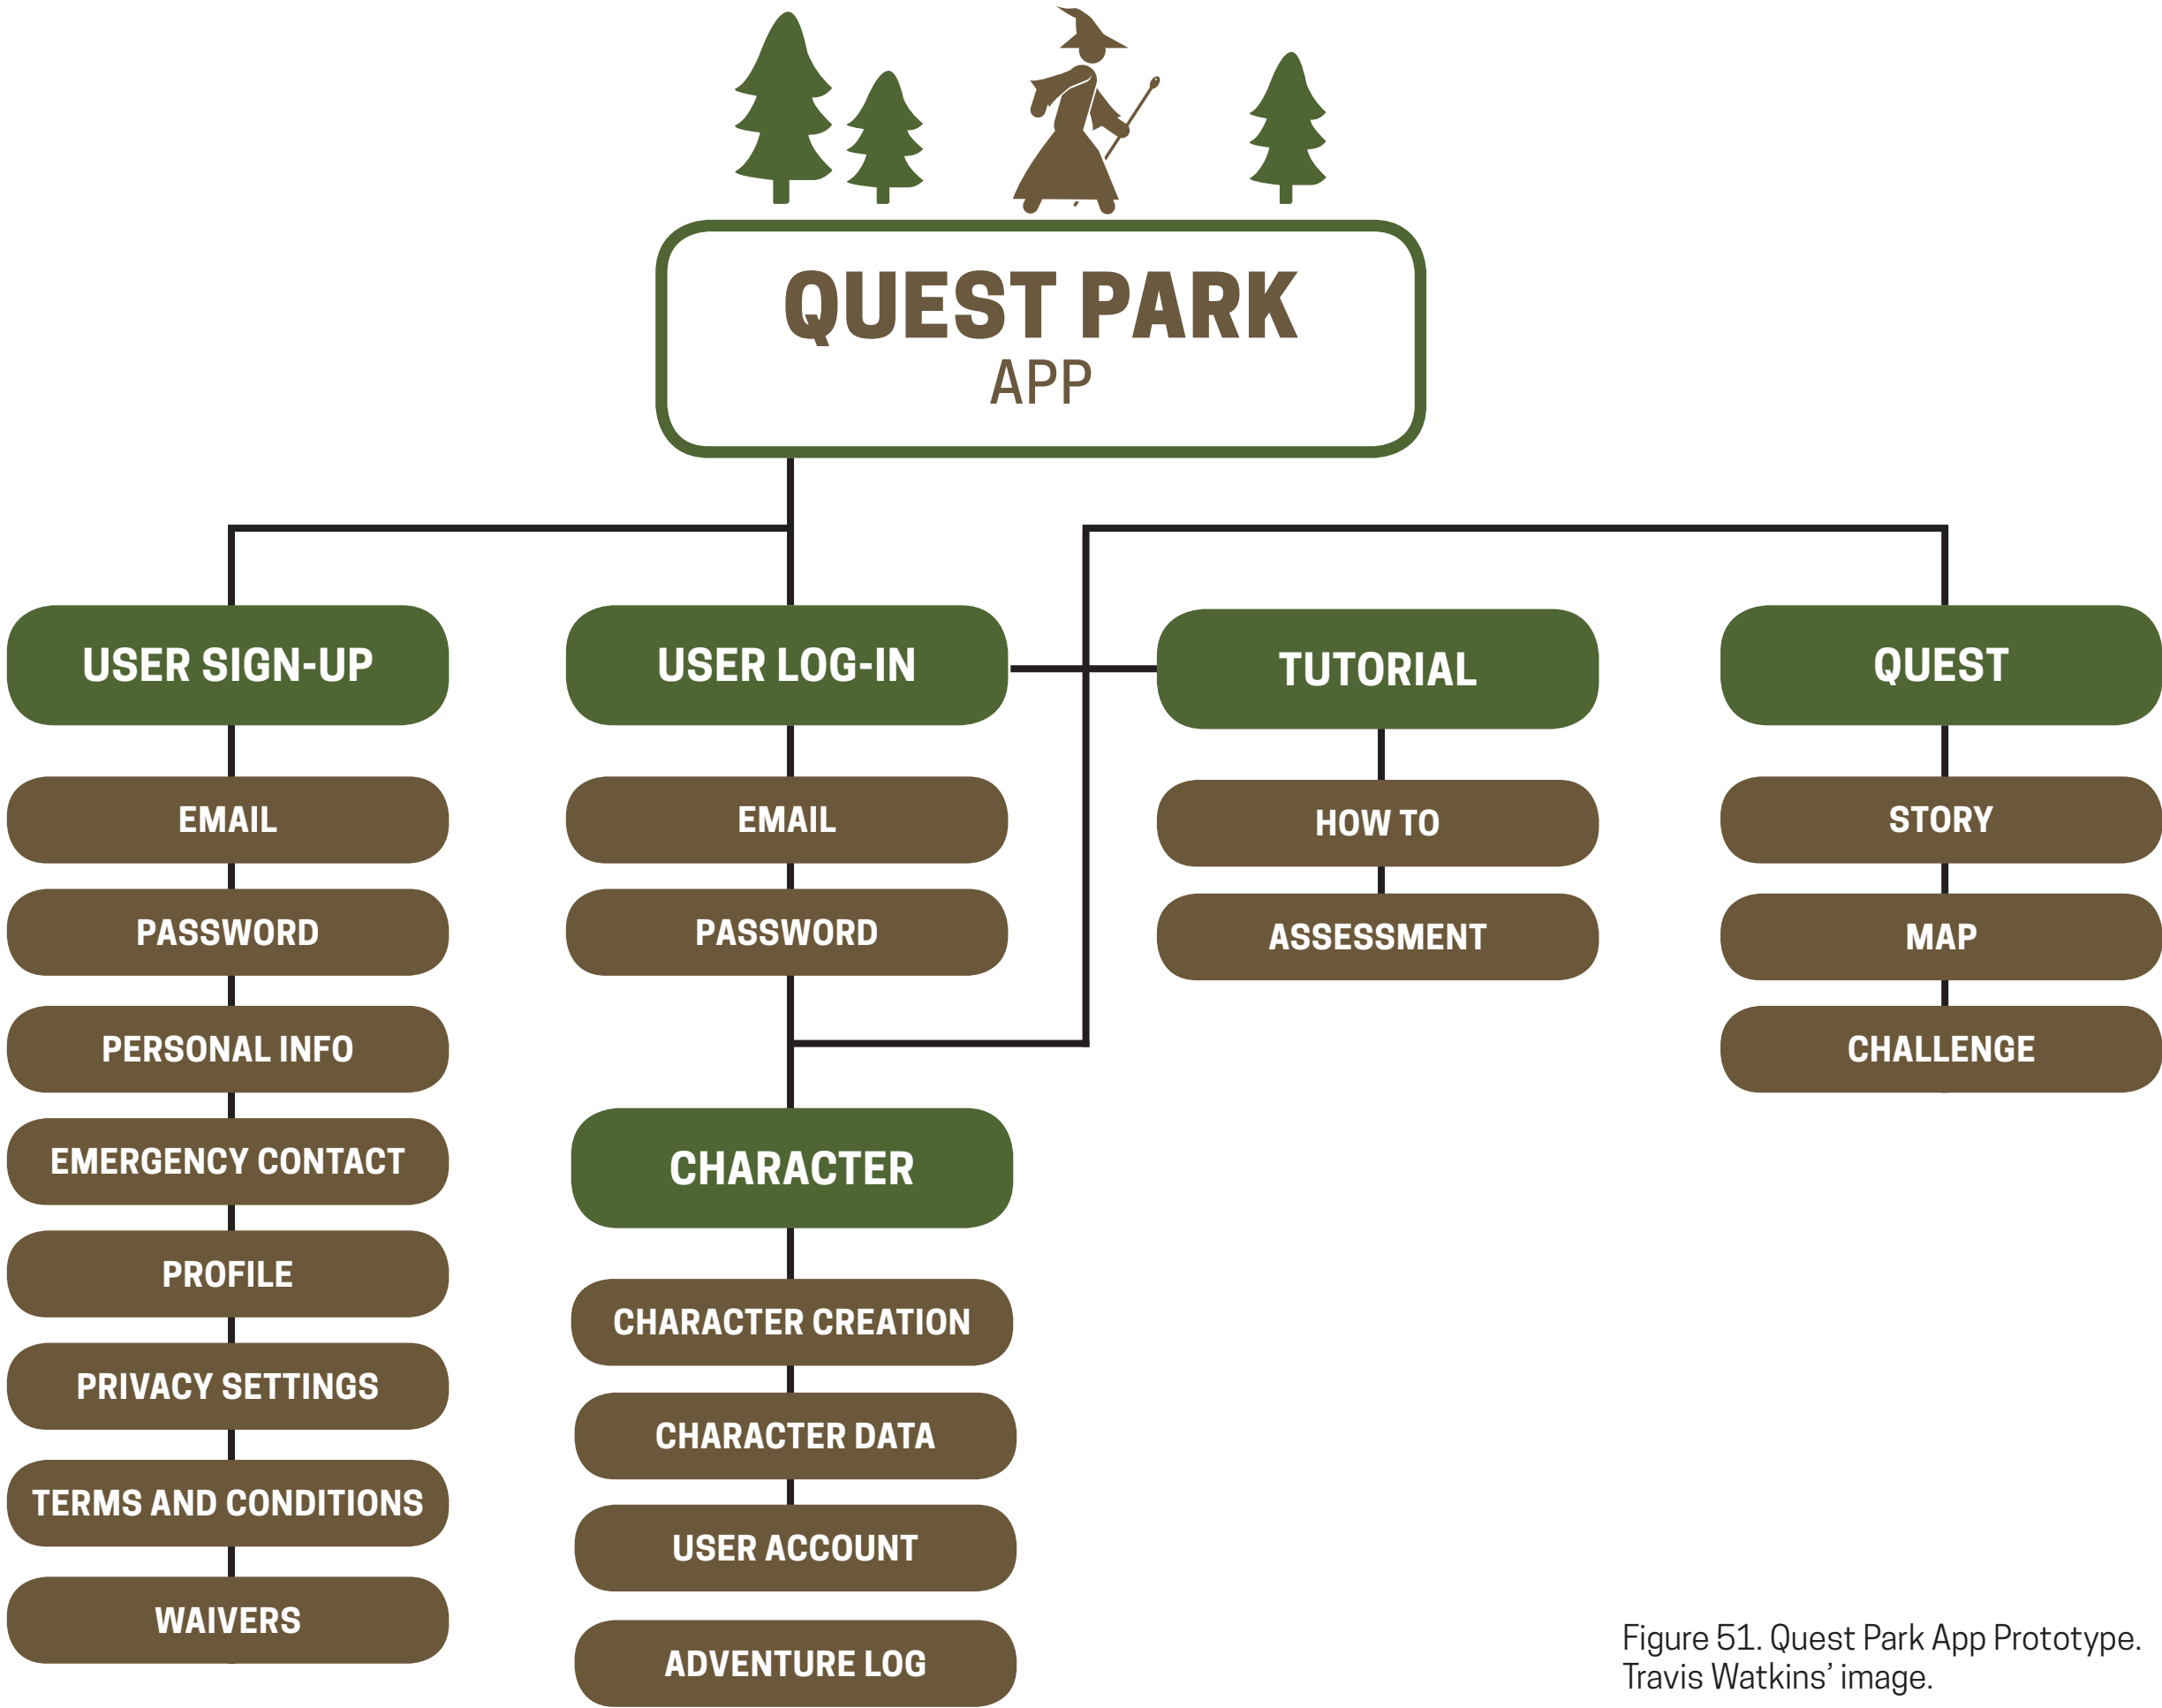 QUEST PARK
APP
USER SIGN-UP
EMAIL
PASSWORD
PERSONAL INFO
EMERGENCY CONTACT
PROFILE
PRIVACY SETTINGS
TERMS AND CONDITIONS
WAIVERS
USER LOG-IN
EMAIL
PASSWORD
CHARACTER
CHARACTER CREATION
CHARACTER DATA
USER ACCOUNT
ADVENTURE LOG
TUTORIAL
HOW TO
ASSESSMENT
QUEST
STORY
MAP
CHALLENGE
Figure 51. Quest Park App Prototype.
Travis Watkins’ image.